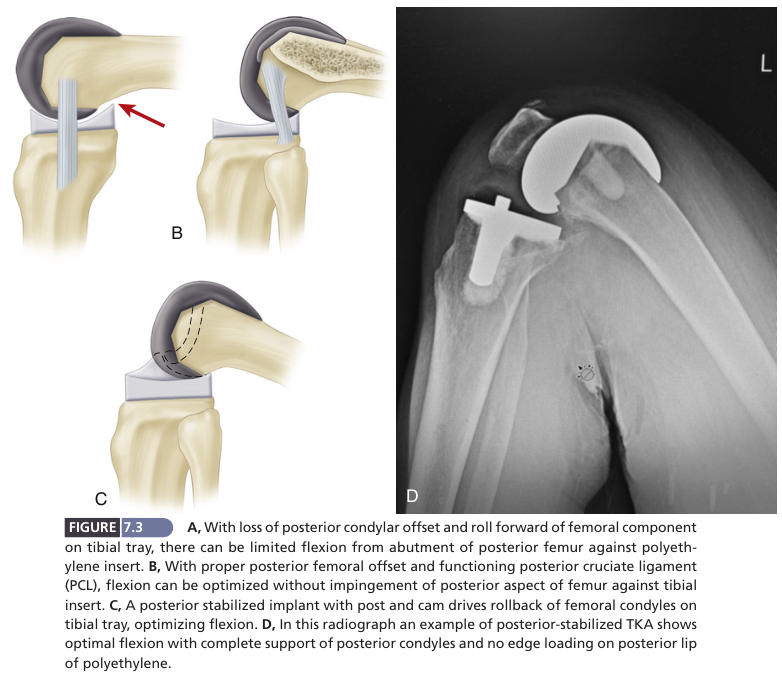 L
B
C
D
FIGURE 7.3 A, With loss of posterior condylar offset and roll forward of femoral component
on tibial tray, there can be limited flexion from abutment of posterior femur against polyeth-
ylene insert. B, With proper posterior femoral offset and functioning posterior cruciate ligament
(PCL), flexion can be optimized without impingement of posterior aspect of femur against tibial
insert. C, A posterior stabilized implant with post and cam drives rollback of femoral condyles on
tibial tray, optimizing flexion. D, In this radiograph an example of posterior-stabilized TKA shows
optimal flexion with complete support of posterior condyles and no edge loading on posterior lip
of polyethylene.